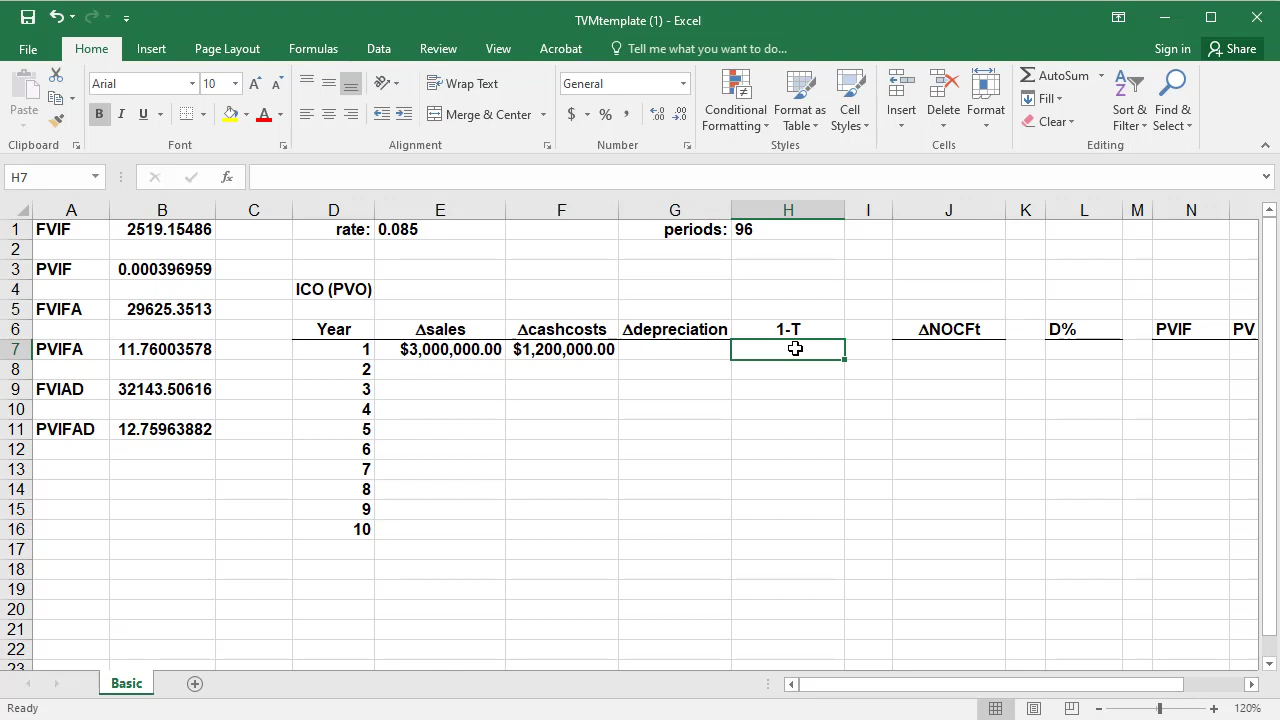 TVMtemplate (1) - Excel
File Home Insert Page Layout Formulas Data Review View Acrobat Tell me what you want to do... Sign in Share
Paste Arial 10 Wrap Text General Conditional Formatting Format as Table Cell Styles Insert Delete Format AutoSum Sort & Filter Find & Select
B I U A Merge & Center $ % , Fill
Clear
Clipboard Font Alignment Number Styles Cells Editing
H7 fx
A B C D E F G H I J K L M N
1 FVIF 2519.15486 rate: 0.085 periods: 96
2
3 PVIF 0.000396959
4 ICO (PVO)
5 FVIFA 29625.3513
6 Year ∆sales ∆cashcosts ∆depreciation 1-T ∆NOCFt D% PVIF PV
7 PVIFA 11.76003578 1 $3,000,000.00 $1,200,000.00
8 2
9 FVIAD 32143.50616 3
10 4
11 PVIFAD 12.75963882 5
12 6
13 7
14 8
15 9
16 10
17
18
19
20
21
22
23
Basic
Ready 120%